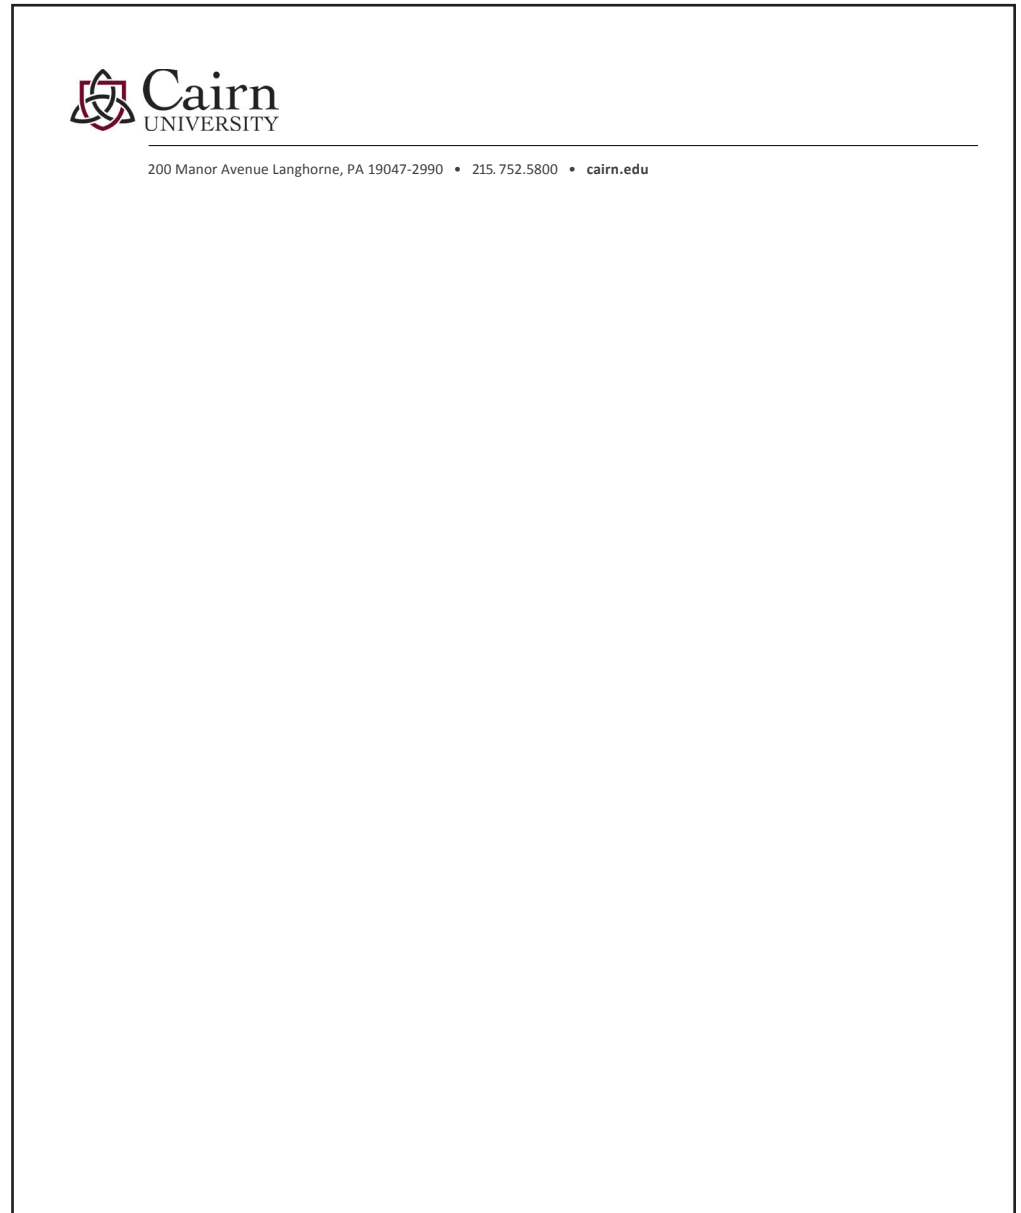 Cairn
UNIVERSITY
200 Manor Avenue Langhorne, PA 19047-2990 • 215. 752.5800 • cairn.edu